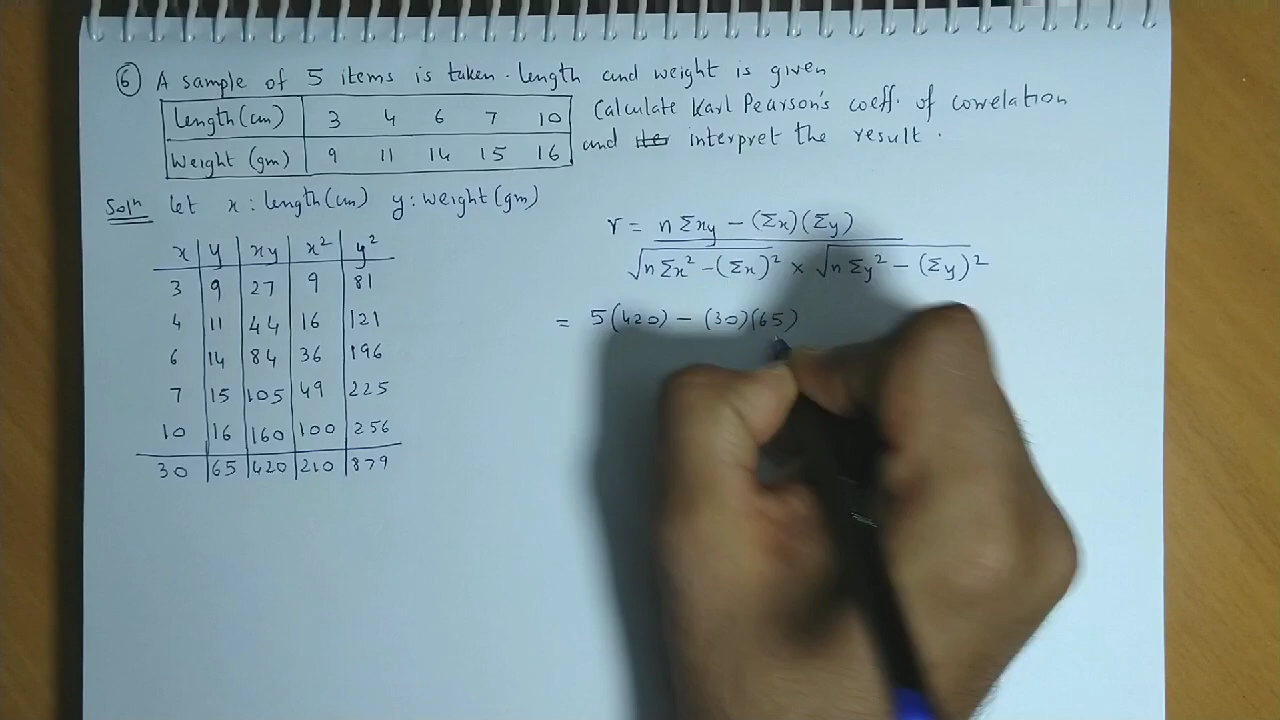 ⑥ A sample of 5 items is taken. length and weight is given
length(cm) 3 4 6 7 10
Weight (gm) 9 11 14 15 16
Calculate Karl Pearson's coeff. of correlation
and interpret the result.
Soln let x: length(cm) y: weight(gm)
x y xy x² y²
3 9 27 9 81
4 11 44 16 121
6 14 84 36 196
7 15 105 49 225
10 16 160 100 256
30 65 420 210 879
r = n Σxy - (Σx)(Σy)
√n Σx² - (Σx)² × √n Σy² - (Σy)²
= 5(420) - (30)(65)